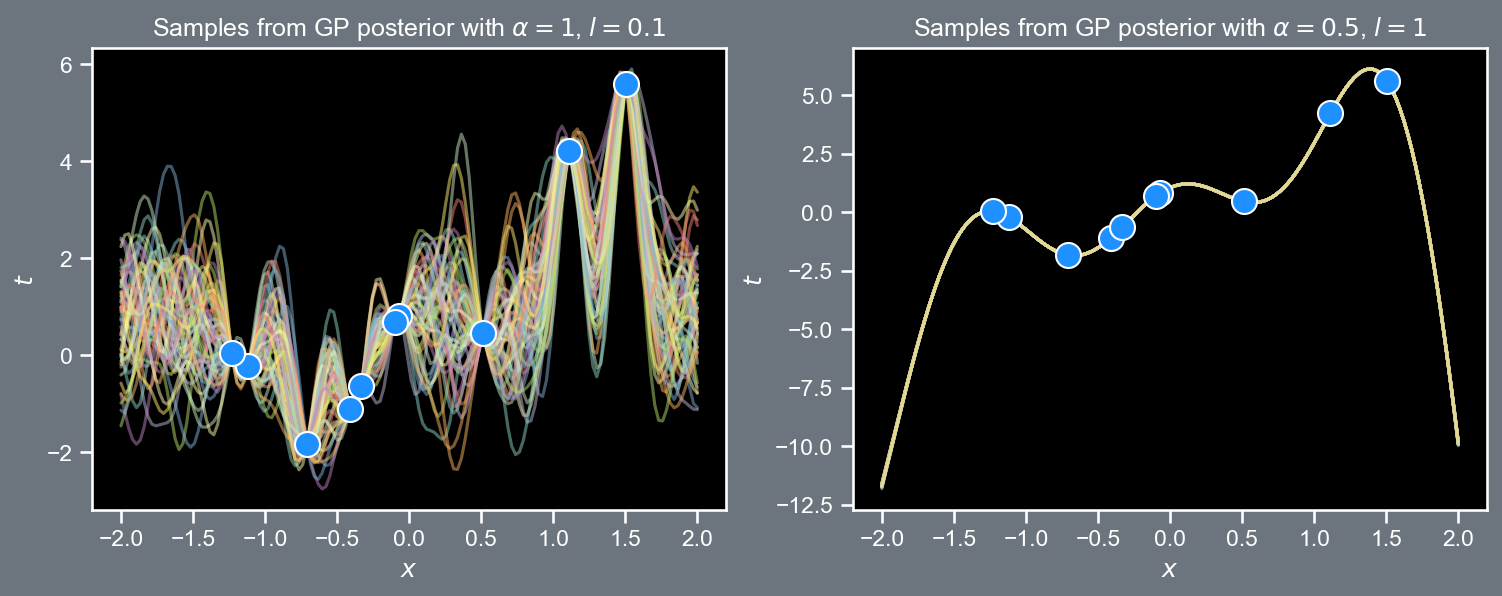 Samples from GP posterior with α = 1, l = 0.1
6
4
2
0
−2
t
−2.0 −1.5 −1.0 −0.5 0.0 0.5 1.0 1.5 2.0
x
Samples from GP posterior with α = 0.5, l = 1
5.0
2.5
0.0
−2.5
−5.0
−7.5
−10.0
−12.5
t
−2.0 −1.5 −1.0 −0.5 0.0 0.5 1.0 1.5 2.0
x